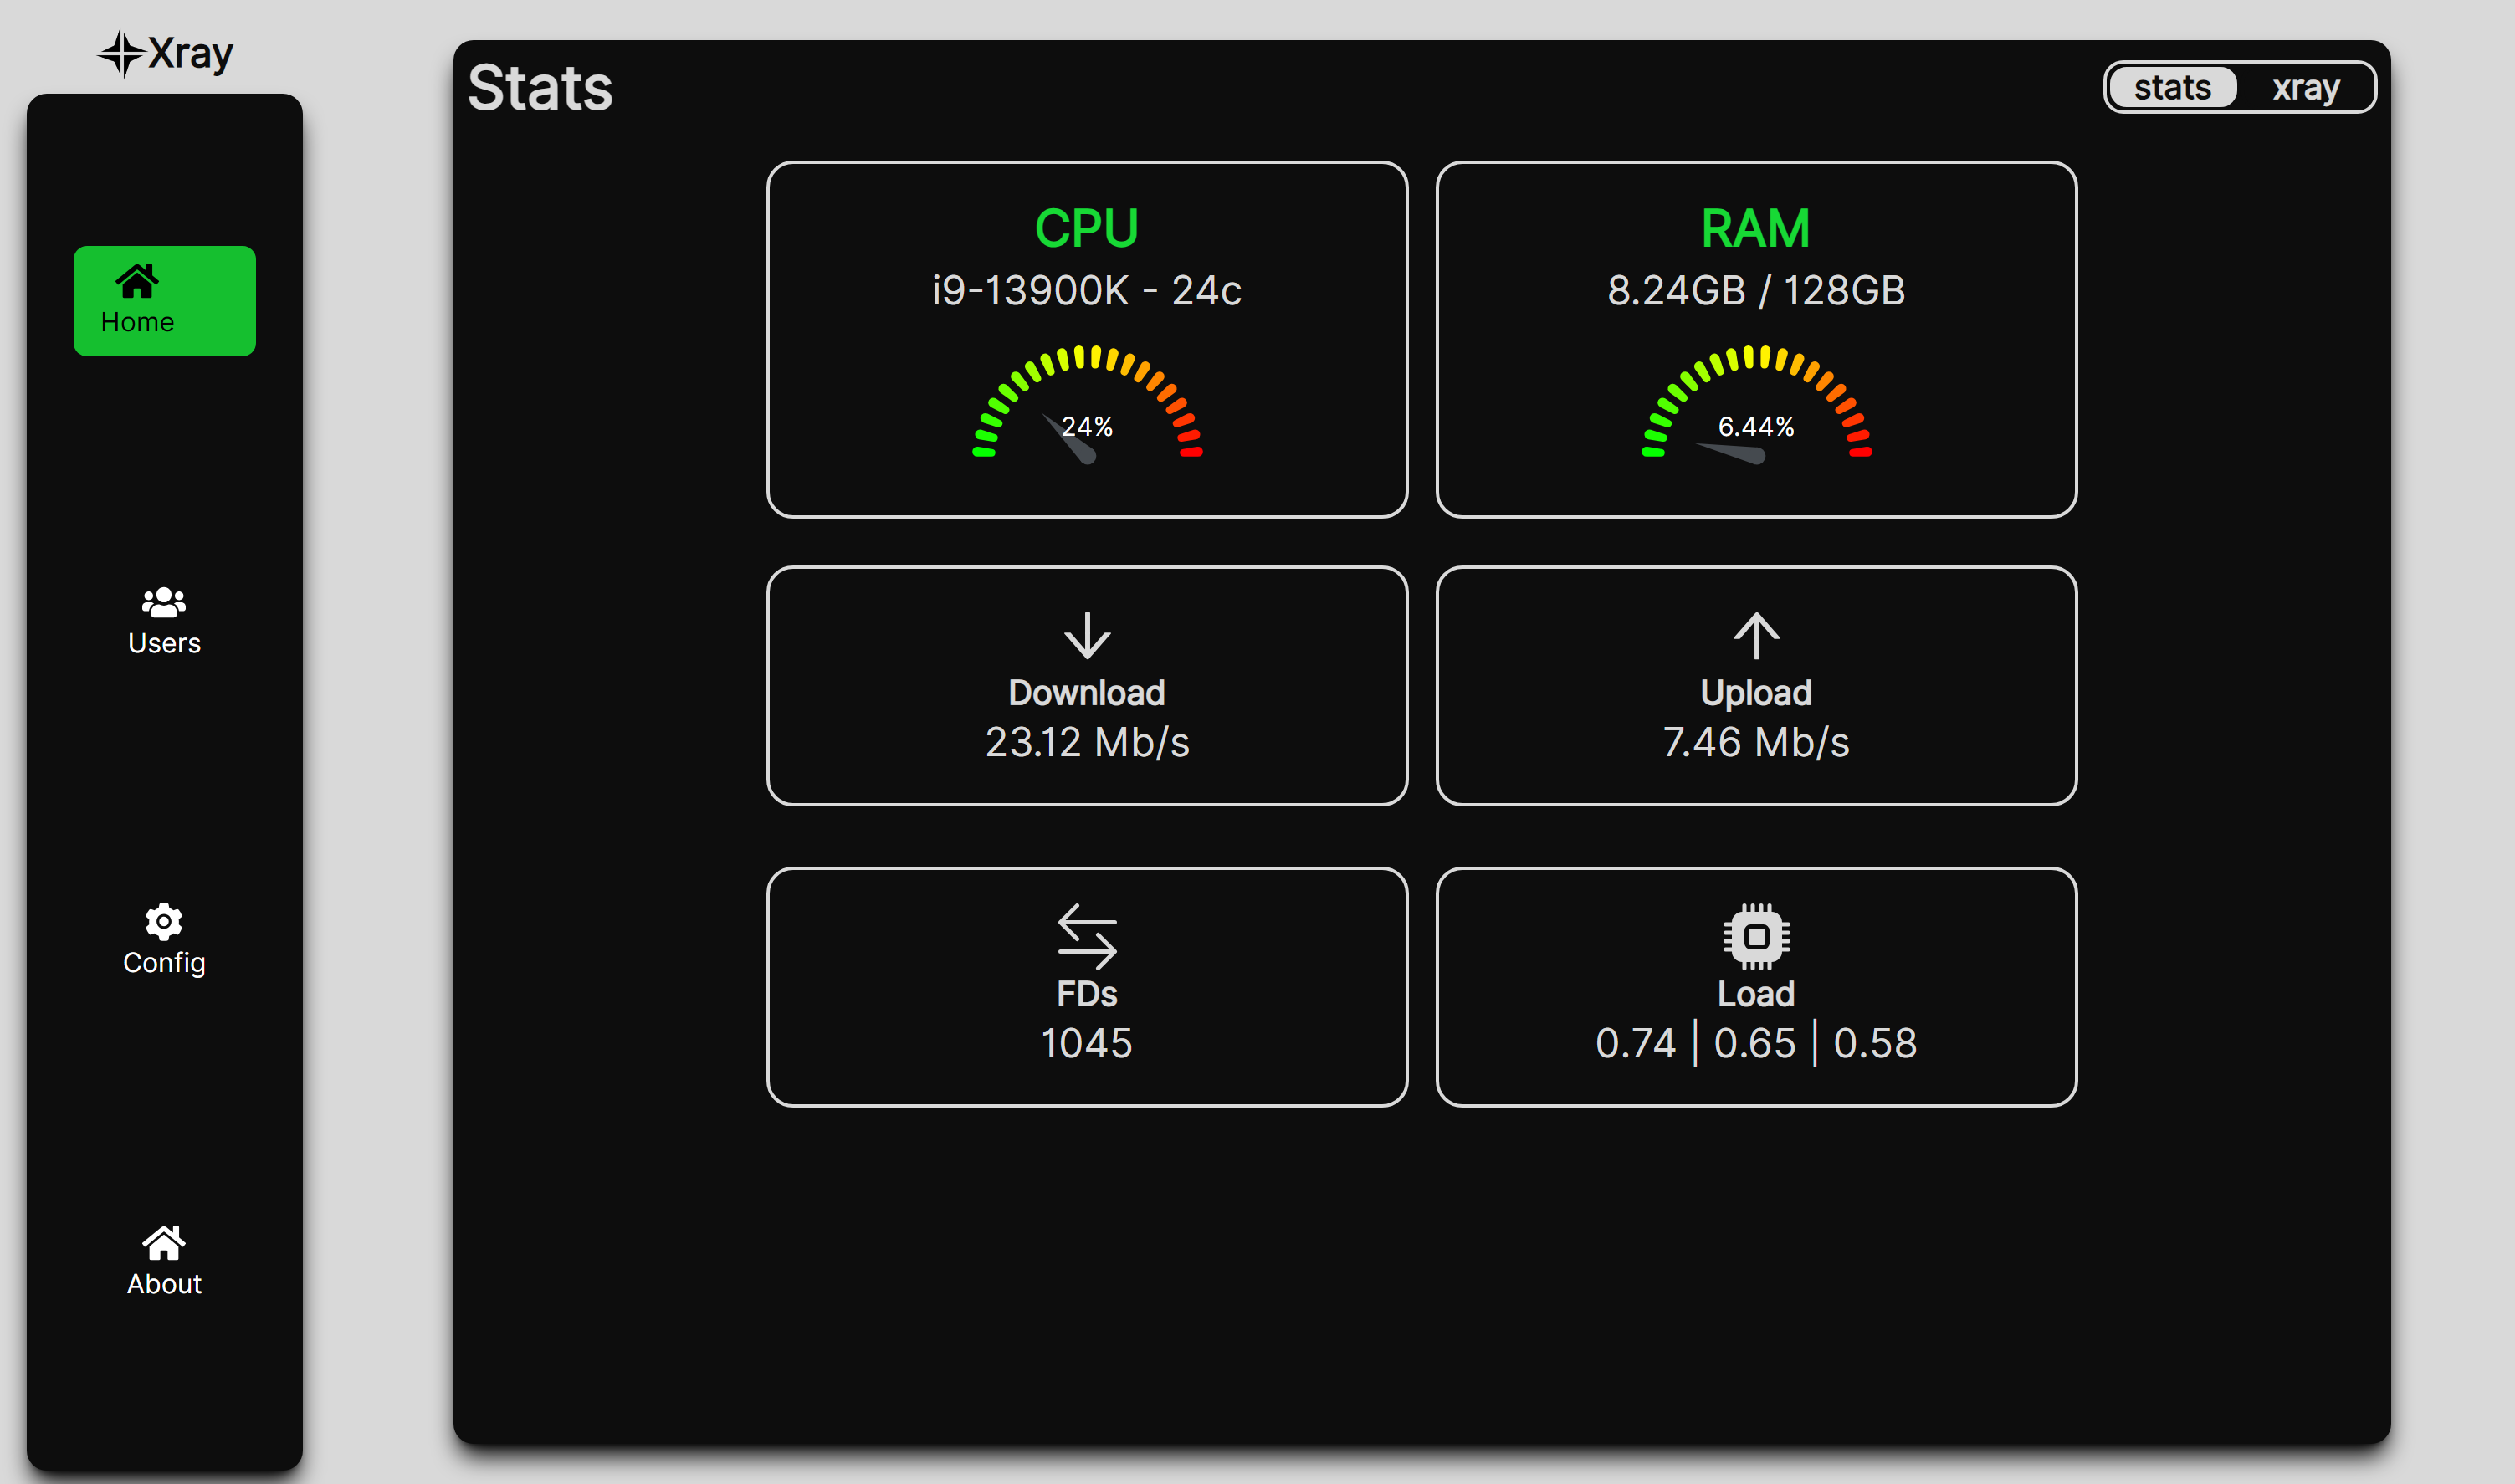 Xray
Home
Users
Config
About
Stats
stats xray
CPU
i9-13900K - 24c
24%
RAM
8.24GB / 128GB
6.44%
Download
23.12 Mb/s
Upload
7.46 Mb/s
FDs
1045
Load
0.74 | 0.65 | 0.58